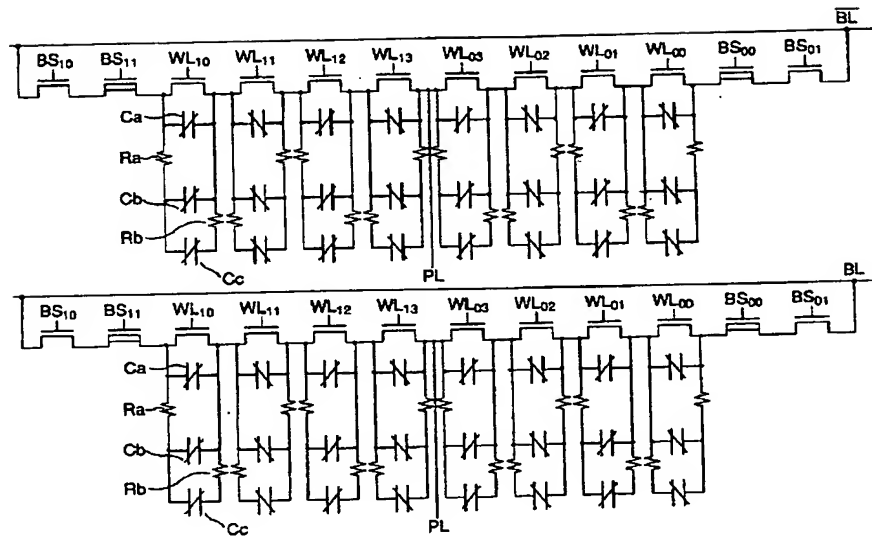 B̅L̅
BS₁₀ BS₁₁ WL₁₀ WL₁₁ WL₁₂ WL₁₃ WL₀₃ WL₀₂ WL₀₁ WL₀₀ BS₀₀ BS₀₁
Ca
Ra
Cb
Rb
Cc
PL
BL
BS₁₀ BS₁₁ WL₁₀ WL₁₁ WL₁₂ WL₁₃ WL₀₃ WL₀₂ WL₀₁ WL₀₀ BS₀₀ BS₀₁
Ca
Ra
Cb
Rb
Cc
PL